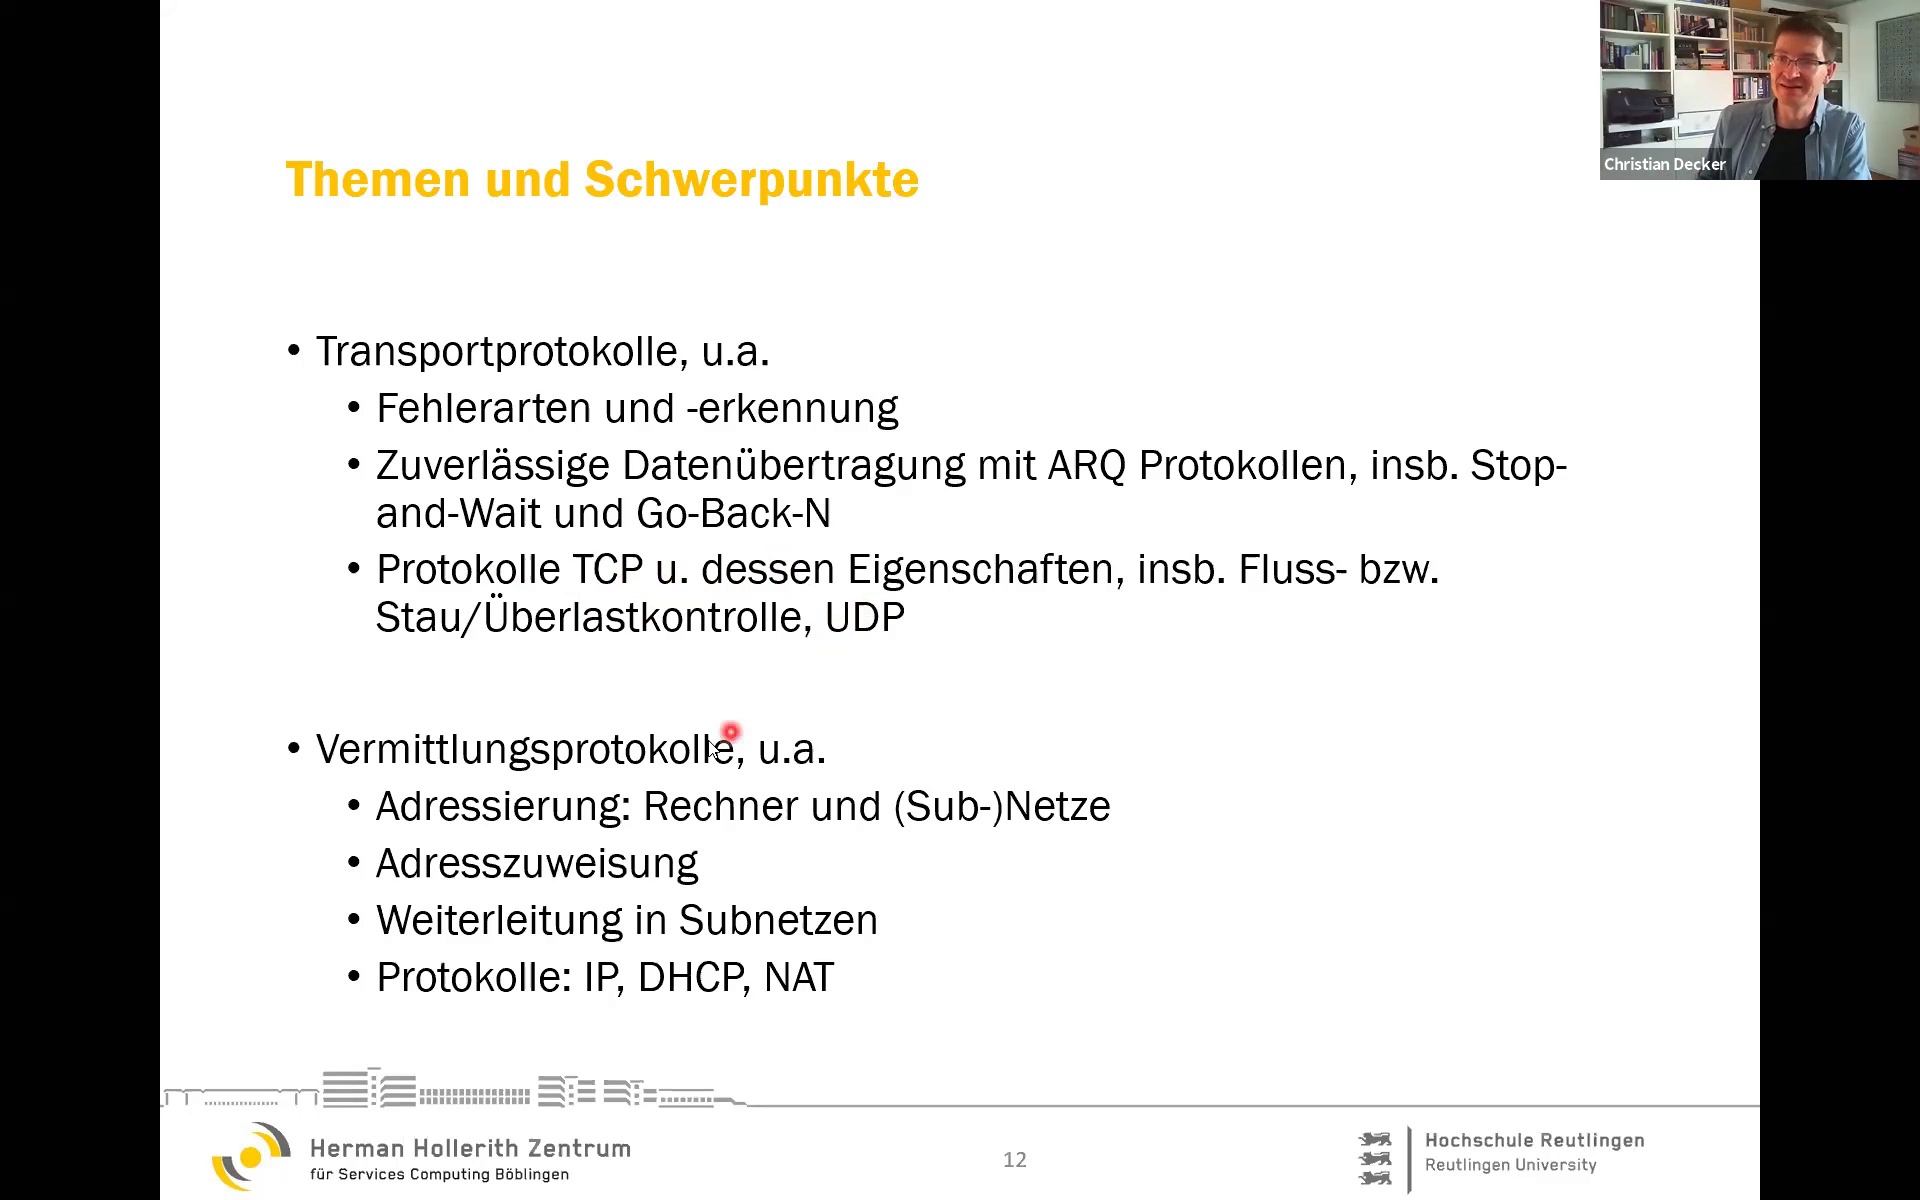 Christian Decker
Themen und Schwerpunkte
• Transportprotokolle, u.a.
• Fehlerarten und -erkennung
• Zuverlässige Datenübertragung mit ARQ Protokollen, insb. Stop-
and-Wait und Go-Back-N
• Protokolle TCP u. dessen Eigenschaften, insb. Fluss- bzw.
Stau/Überlastkontrolle, UDP
• Vermittlungsprotokolle, u.a.
• Adressierung: Rechner und (Sub-)Netze
• Adresszuweisung
• Weiterleitung in Subnetzen
• Protokolle: IP, DHCP, NAT
Herman Hollerith Zentrum
für Services Computing Böblingen
12
Hochschule Reutlingen
Reutlingen University